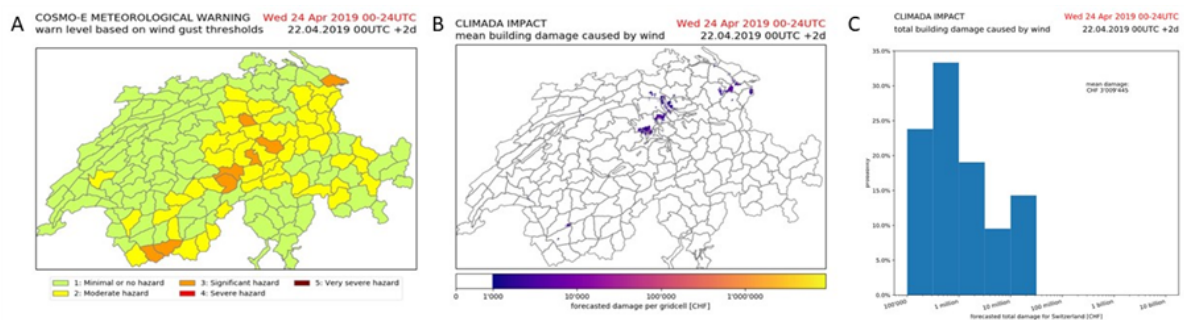 A
COSMO-E METEOROLOGICAL WARNING Wed 24 Apr 2019 00-24UTC
warn level based on wind gust thresholds 22.04.2019 00UTC +2d
1: Minimal or no hazard
2: Moderate hazard
3: Significant hazard
4: Severe hazard
5: Very severe hazard
B
CLIMADA IMPACT Wed 24 Apr 2019 00-24UTC
mean building damage caused by wind 22.04.2019 00UTC +2d
0 1'000 10'000 100'000 1'000'000
forecasted damage per gridcell [CHF]
C
CLIMADA IMPACT Wed 24 Apr 2019 00-24UTC
total building damage caused by wind 22.04.2019 00UTC +2d
35.0%
30.0%
25.0%
20.0%
15.0%
10.0%
5.0%
0.0%
probability
mean damage:
CHF 3'009'445
100'000 1 million 10 million 100 million 1 billion 10 billion
forecasted total damage for Switzerland [CHF]